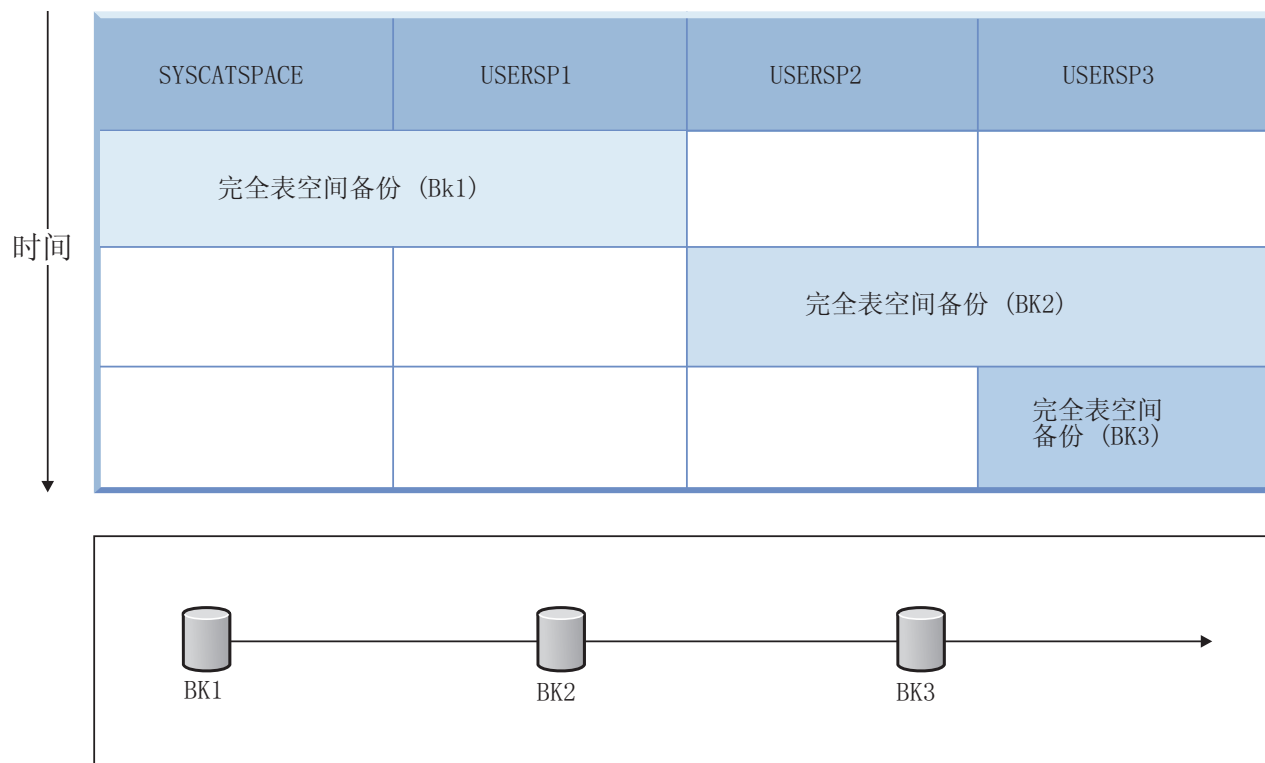 SYSCATSPACE
USERSP1
USERSP2
USERSP3
完全表空间备份 (Bk1)
时间
完全表空间备份 (BK2)
完全表空间
备份 (BK3)
BK1
BK2
BK3